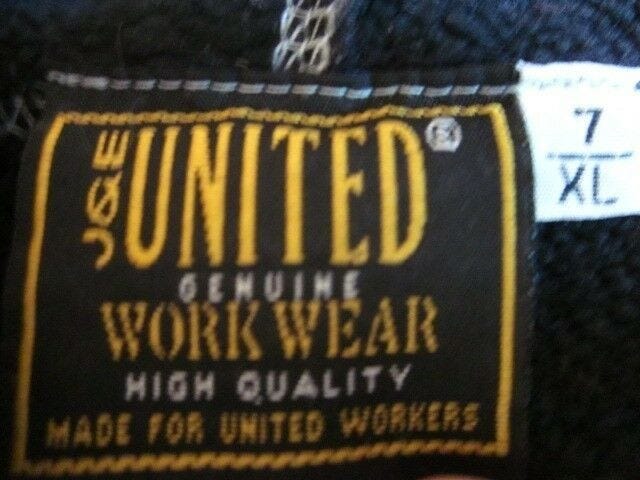 J&E UNITED®
GENUINE
WORK WEAR
HIGH QUALITY
MADE FOR UNITED WORKERS
7
XL